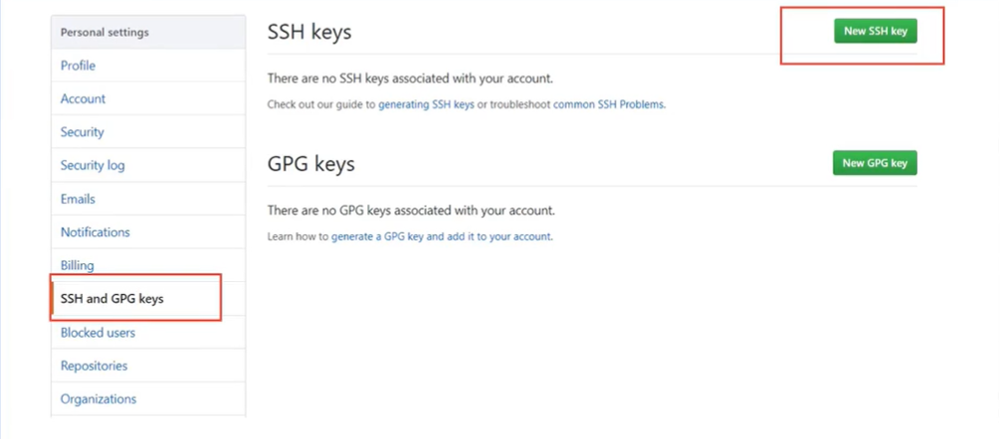 Personal settings
Profile
Account
Security
Security log
Emails
Notifications
Billing
SSH and GPG keys
Blocked users
Repositories
Organizations
SSH keys
New SSH key
There are no SSH keys associated with your account.
Check out our guide to generating SSH keys or troubleshoot common SSH Problems.
GPG keys
New GPG key
There are no GPG keys associated with your account.
Learn how to generate a GPG key and add it to your account.